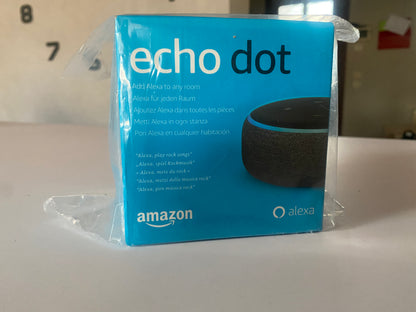 8
7
echo dot
Add Alexa to any room
Alexa für jeden Raum
Ajoutez Alexa dans toutes les pièces
Metti Alexa in ogni stanza
Pon Alexa en cualquier habitación
"Alexa, play rock songs"
„Alexa, spiel Rockmusik“
« Alexa, mets du rock »
"Alexa, metti della musica rock"
"Alexa, pon música rock"
amazon
alexa